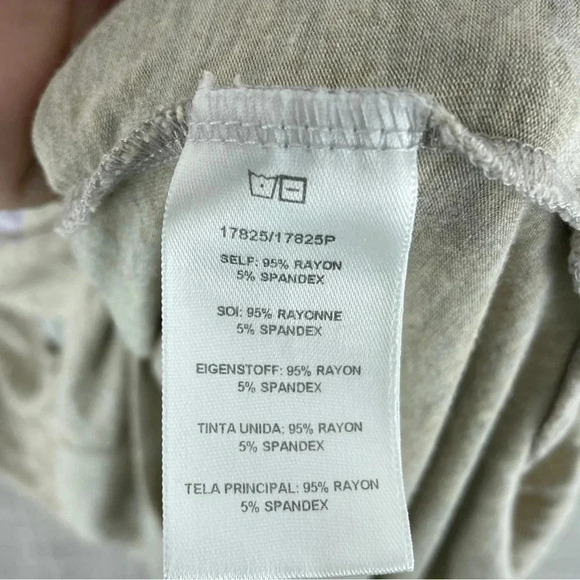 17825/17825P
SELF: 95% RAYON
5% SPANDEX
SOI: 95% RAYONNE
5% SPANDEX
EIGENSTOFF: 95% RAYON
5% SPANDEX
TINTA UNIDA: 95% RAYON
5% SPANDEX
TELA PRINCIPAL: 95% RAYON
5% SPANDEX